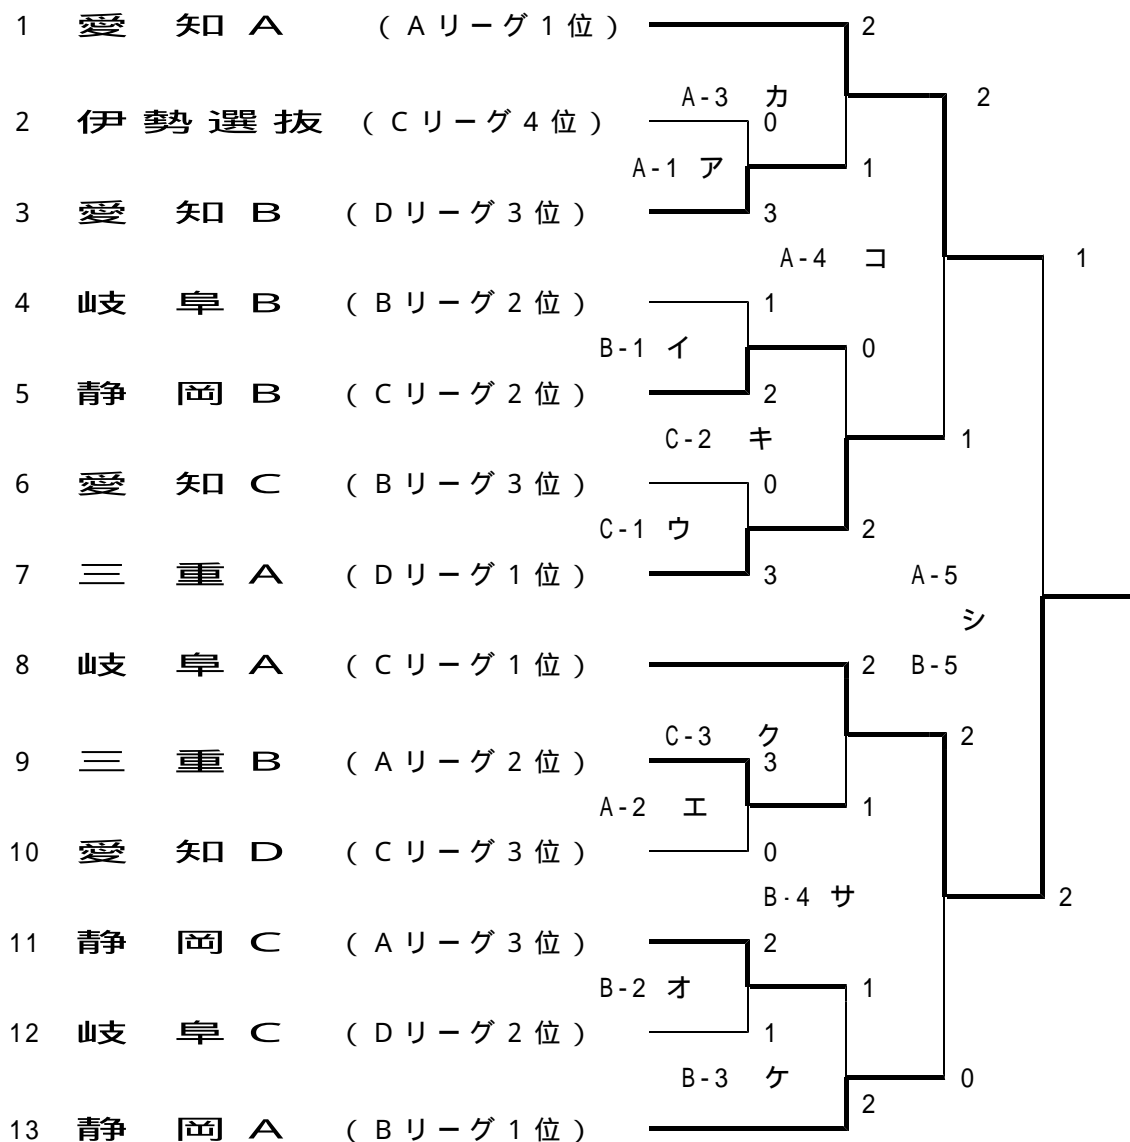 1 愛 知 A (Aリーグ1位) 2
A-3 カ 2
2 伊勢選抜 (Cリーグ4位) 0
A-1 ア 1
3 愛 知 B (Dリーグ3位) 3
A-4 コ 1
4 岐 阜 B (Bリーグ2位) 1
B-1 イ 0
5 静 岡 B (Cリーグ2位) 2
C-2 キ 1
6 愛 知 C (Bリーグ3位) 0
C-1 ウ 2
7 三 重 A (Dリーグ1位) 3 A-5
シ
8 岐 阜 A (Cリーグ1位) 2 B-5
C-3 ク 2
9 三 重 B (Aリーグ2位) 3
A-2 エ 1
10 愛 知 D (Cリーグ3位) 0
B-4 サ 2
11 静 岡 C (Aリーグ3位) 2
B-2 オ 1
12 岐 阜 C (Dリーグ2位) 1
B-3 ケ 0
2
13 静 岡 A (Bリーグ1位)